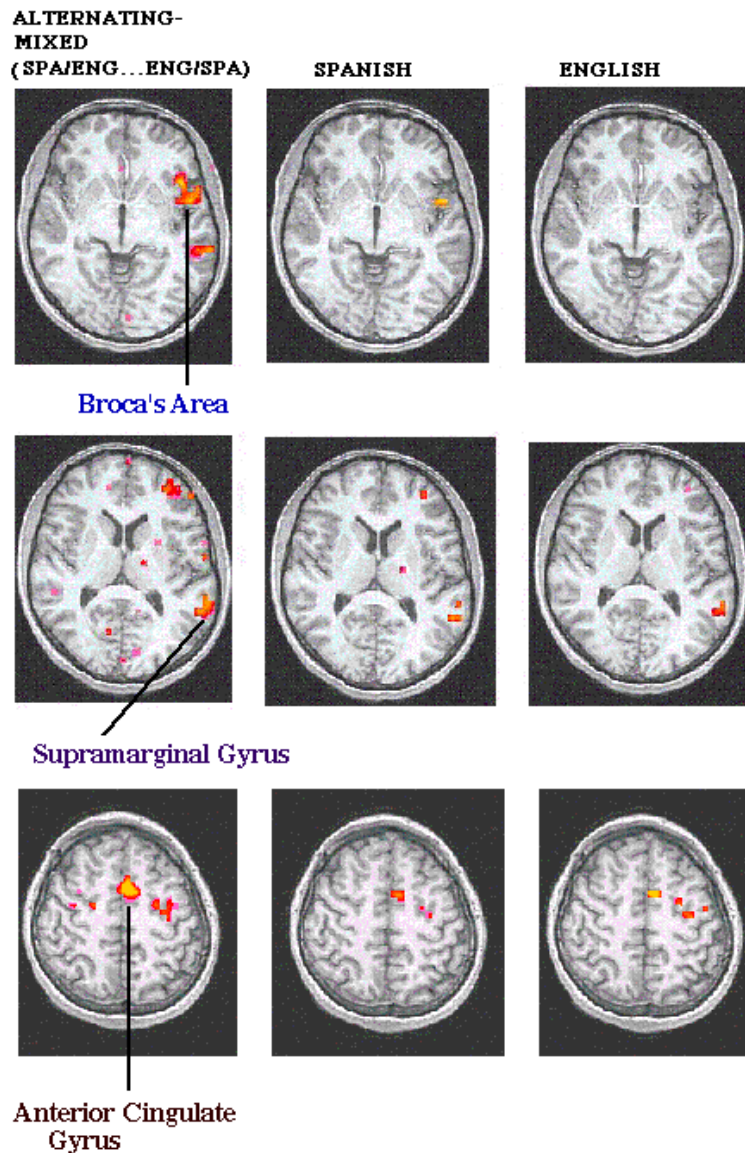 ALTERNATING-
MIXED
(SPA/ENG...ENG/SPA)
SPANISH
ENGLISH
Broca's Area
Supramarginal Gyrus
Anterior Cingulate
Gyrus